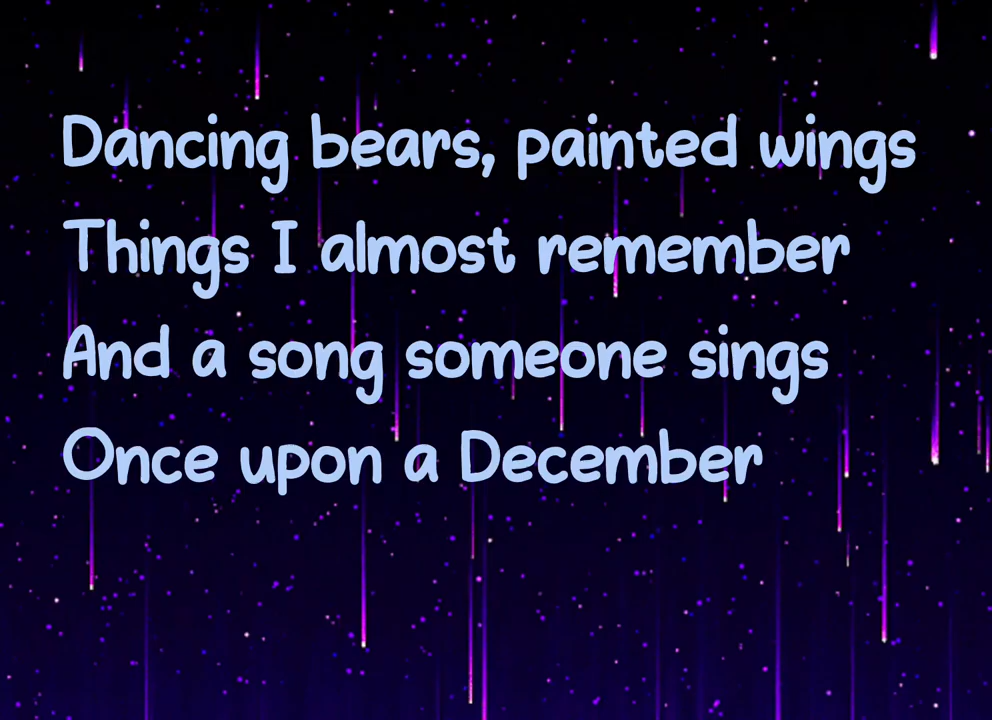 Dancing bears, painted wings
Things I almost remember
And a song someone sings
Once upon a December